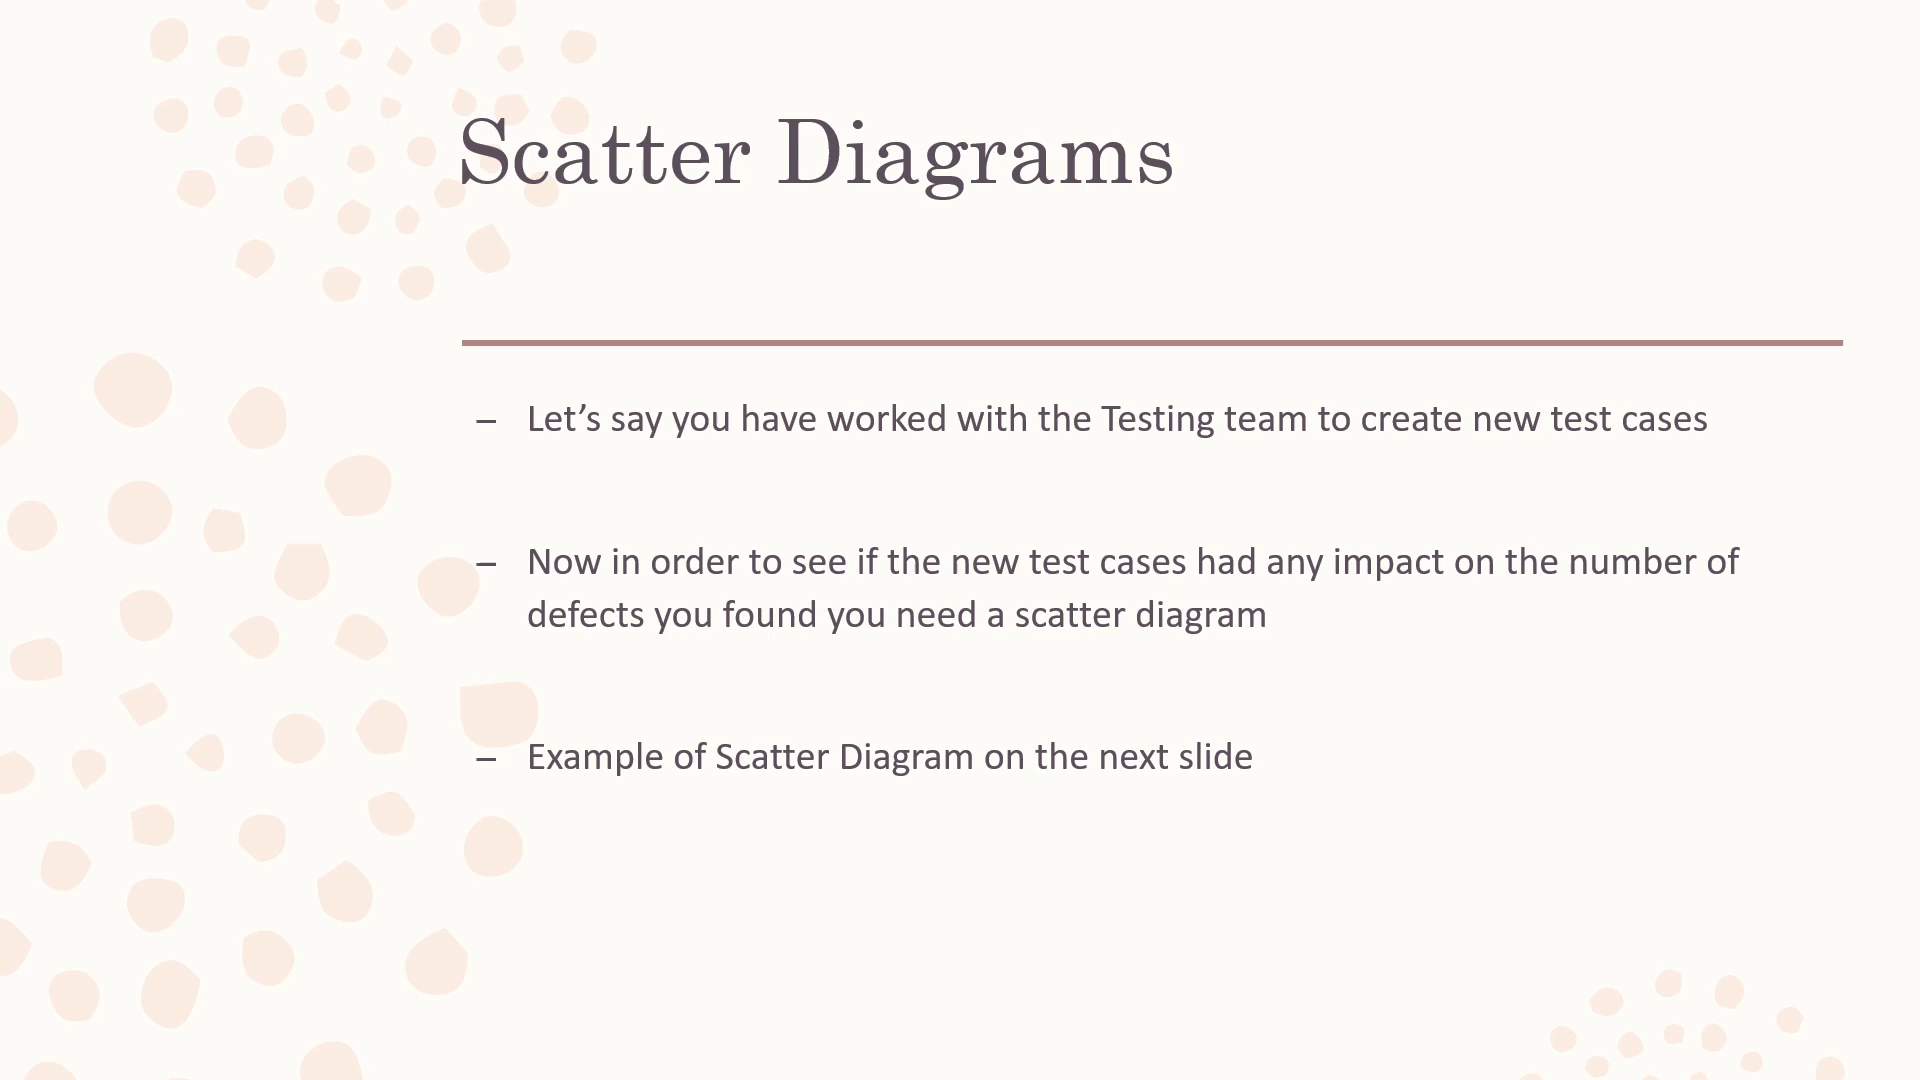 Scatter Diagrams
– Let’s say you have worked with the Testing team to create new test cases
– Now in order to see if the new test cases had any impact on the number of
defects you found you need a scatter diagram
– Example of Scatter Diagram on the next slide